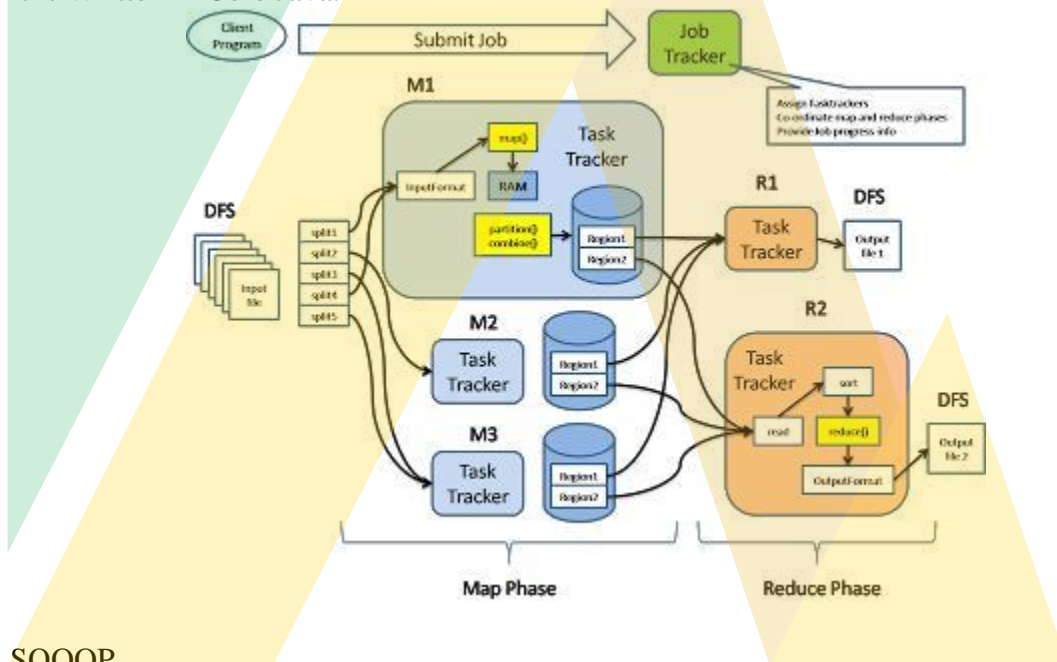 Client
Program
Submit Job
Job
Tracker
M1
Assign Tasktrackers
Co-ordinate map and reduce phases
Provide Job progress info
map()
Task
Tracker
InputFormat
RAM
R1
DFS
DFS
partition()
combine()
Task
Tracker
Output
file 1
split1
split2
split3
split4
split5
Region1
Region2
Input
file
M2
R2
Task
Tracker
Region1
Region2
Task
Tracker
sort
DFS
read
reduce()
M3
Output
file 2
Task
Tracker
Region1
Region2
OutputFormat
Map Phase
Reduce Phase
SQOOP